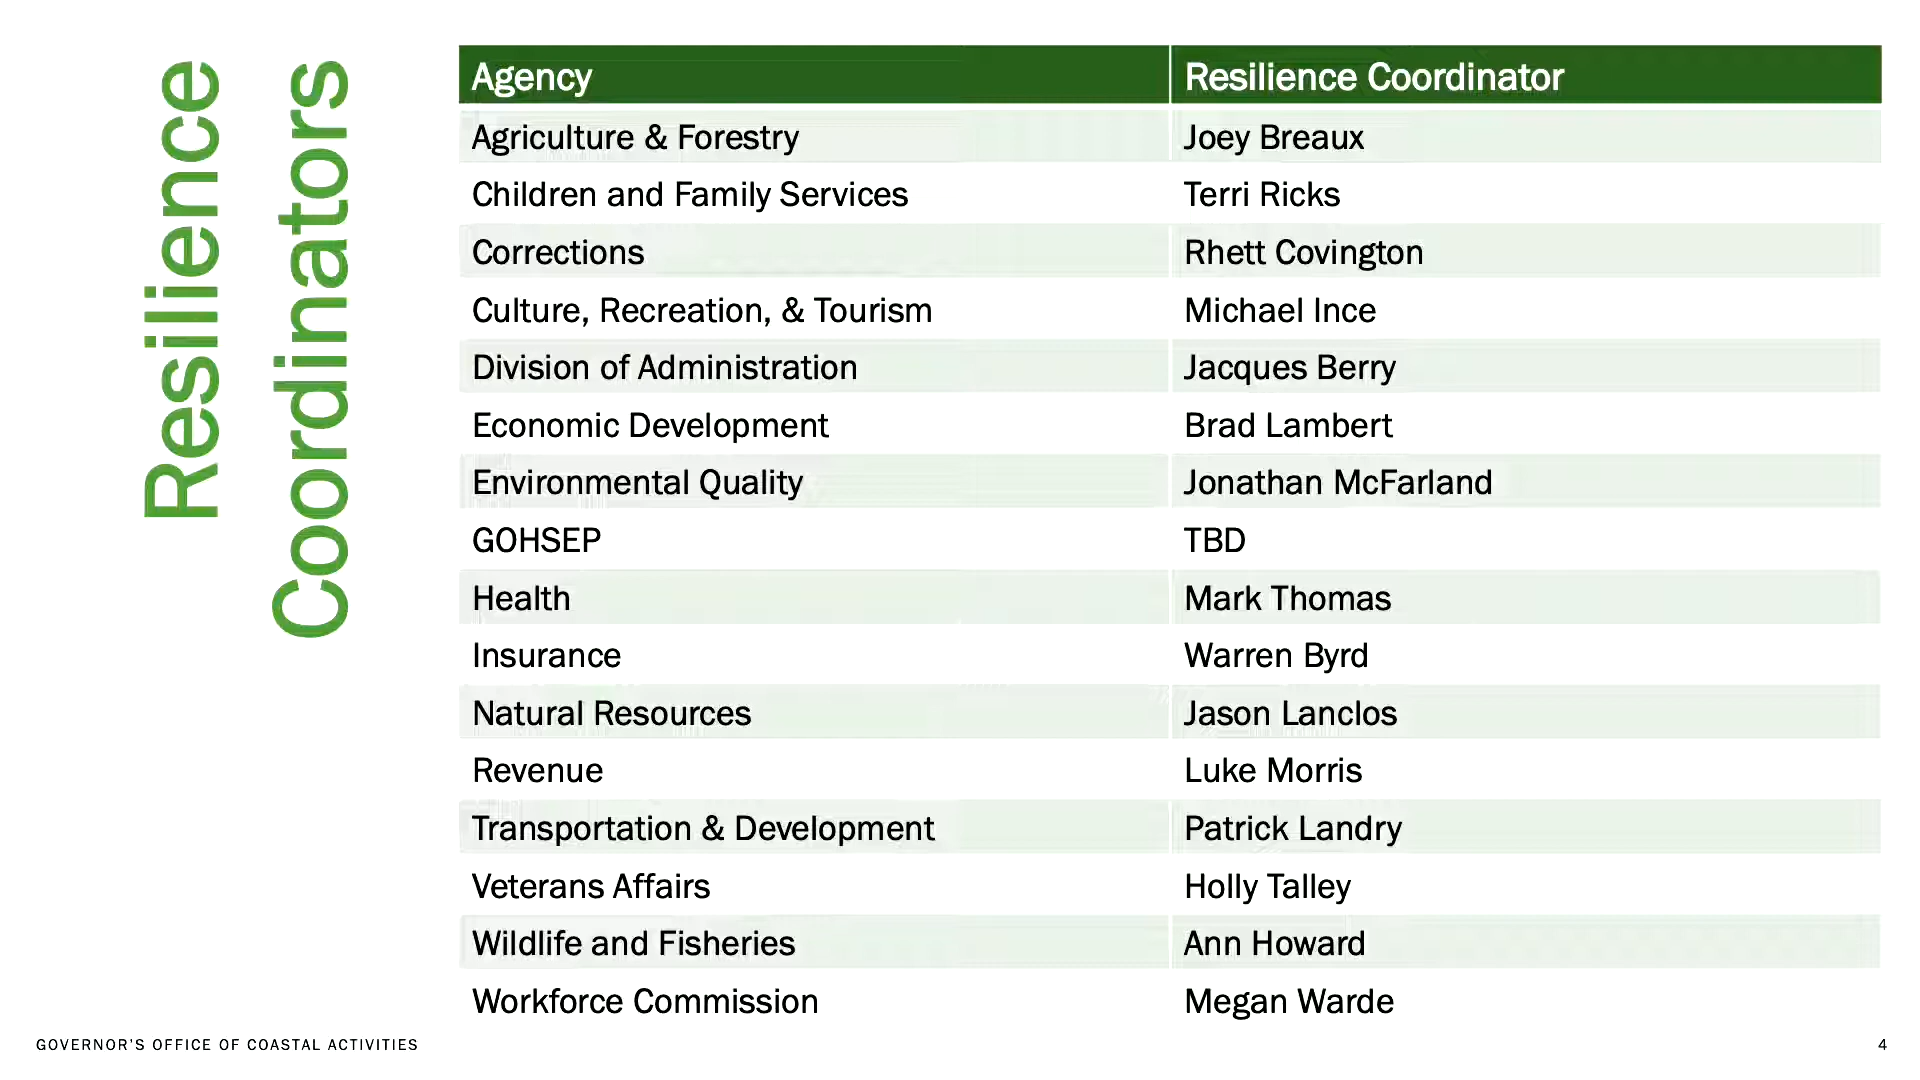 Resilience
Coordinators
Agency Resilience Coordinator
Agriculture & Forestry Joey Breaux
Children and Family Services Terri Ricks
Corrections Rhett Covington
Culture, Recreation, & Tourism Michael Ince
Division of Administration Jacques Berry
Economic Development Brad Lambert
Environmental Quality Jonathan McFarland
GOHSEP TBD
Health Mark Thomas
Insurance Warren Byrd
Natural Resources Jason Lanclos
Revenue Luke Morris
Transportation & Development Patrick Landry
Veterans Affairs Holly Talley
Wildlife and Fisheries Ann Howard
Workforce Commission Megan Warde
GOVERNOR'S OFFICE OF COASTAL ACTIVITIES 4